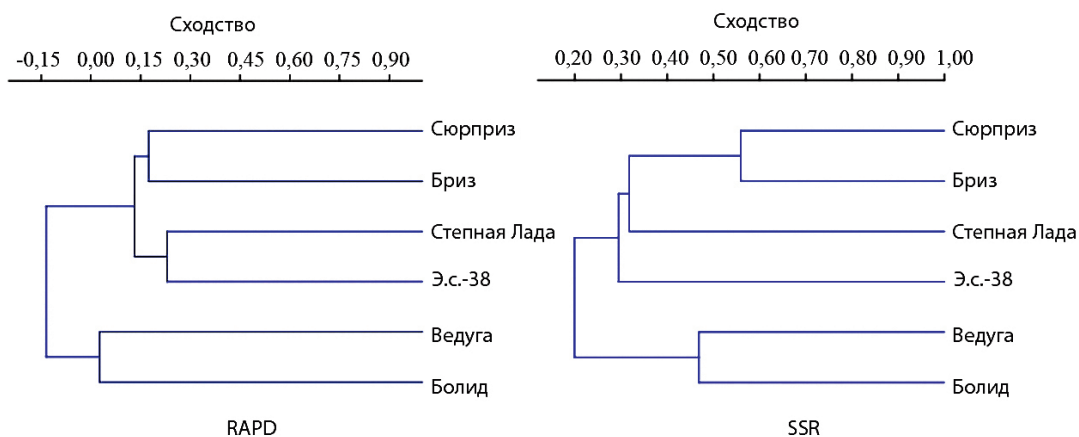 Сходство
-0,15 0,00 0,15 0,30 0,45 0,60 0,75 0,90
Сюрприз
Бриз
Степная Лада
Э.с.-38
Ведуга
Болид
RAPD
Сходство
0,20 0,30 0,40 0,50 0,60 0,70 0,80 0,90 1,00
Сюрприз
Бриз
Степная Лада
Э.с.-38
Ведуга
Болид
SSR